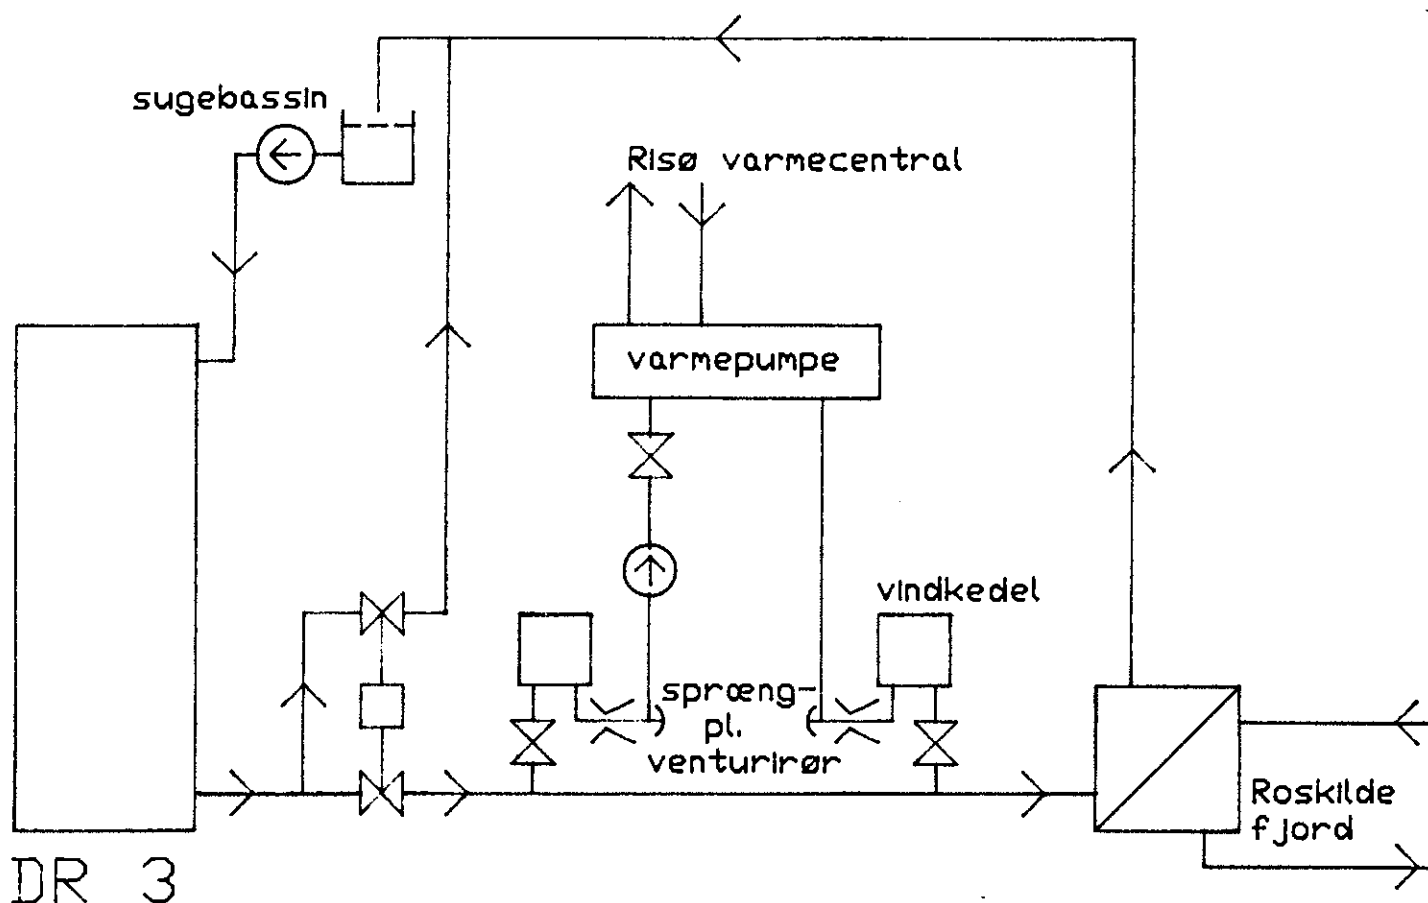 sugebassin
Risø varmecentral
varmepumpe
vindkedel
spræng-
pl.
venturirør
Roskilde
fjord
DR 3